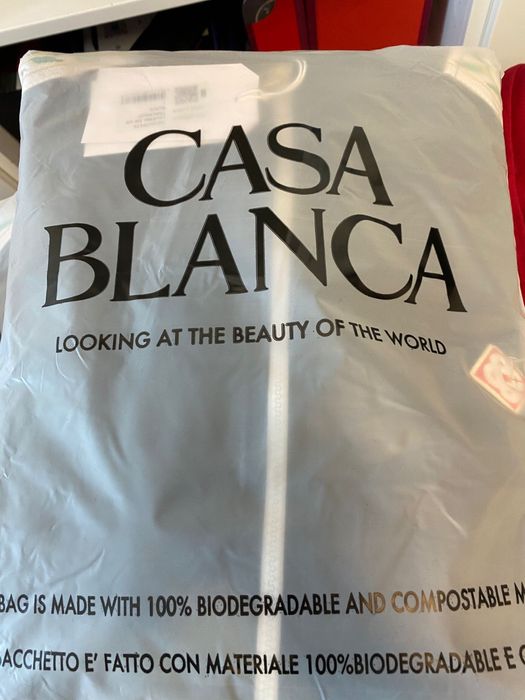 CASA
BLANCA
LOOKING AT THE BEAUTY OF THE WORLD
BAG IS MADE WITH 100% BIODEGRADABLE AND COMPOSTABLE M
SACCHETTO E' FATTO CON MATERIALE 100%BIODEGRADABLE E C